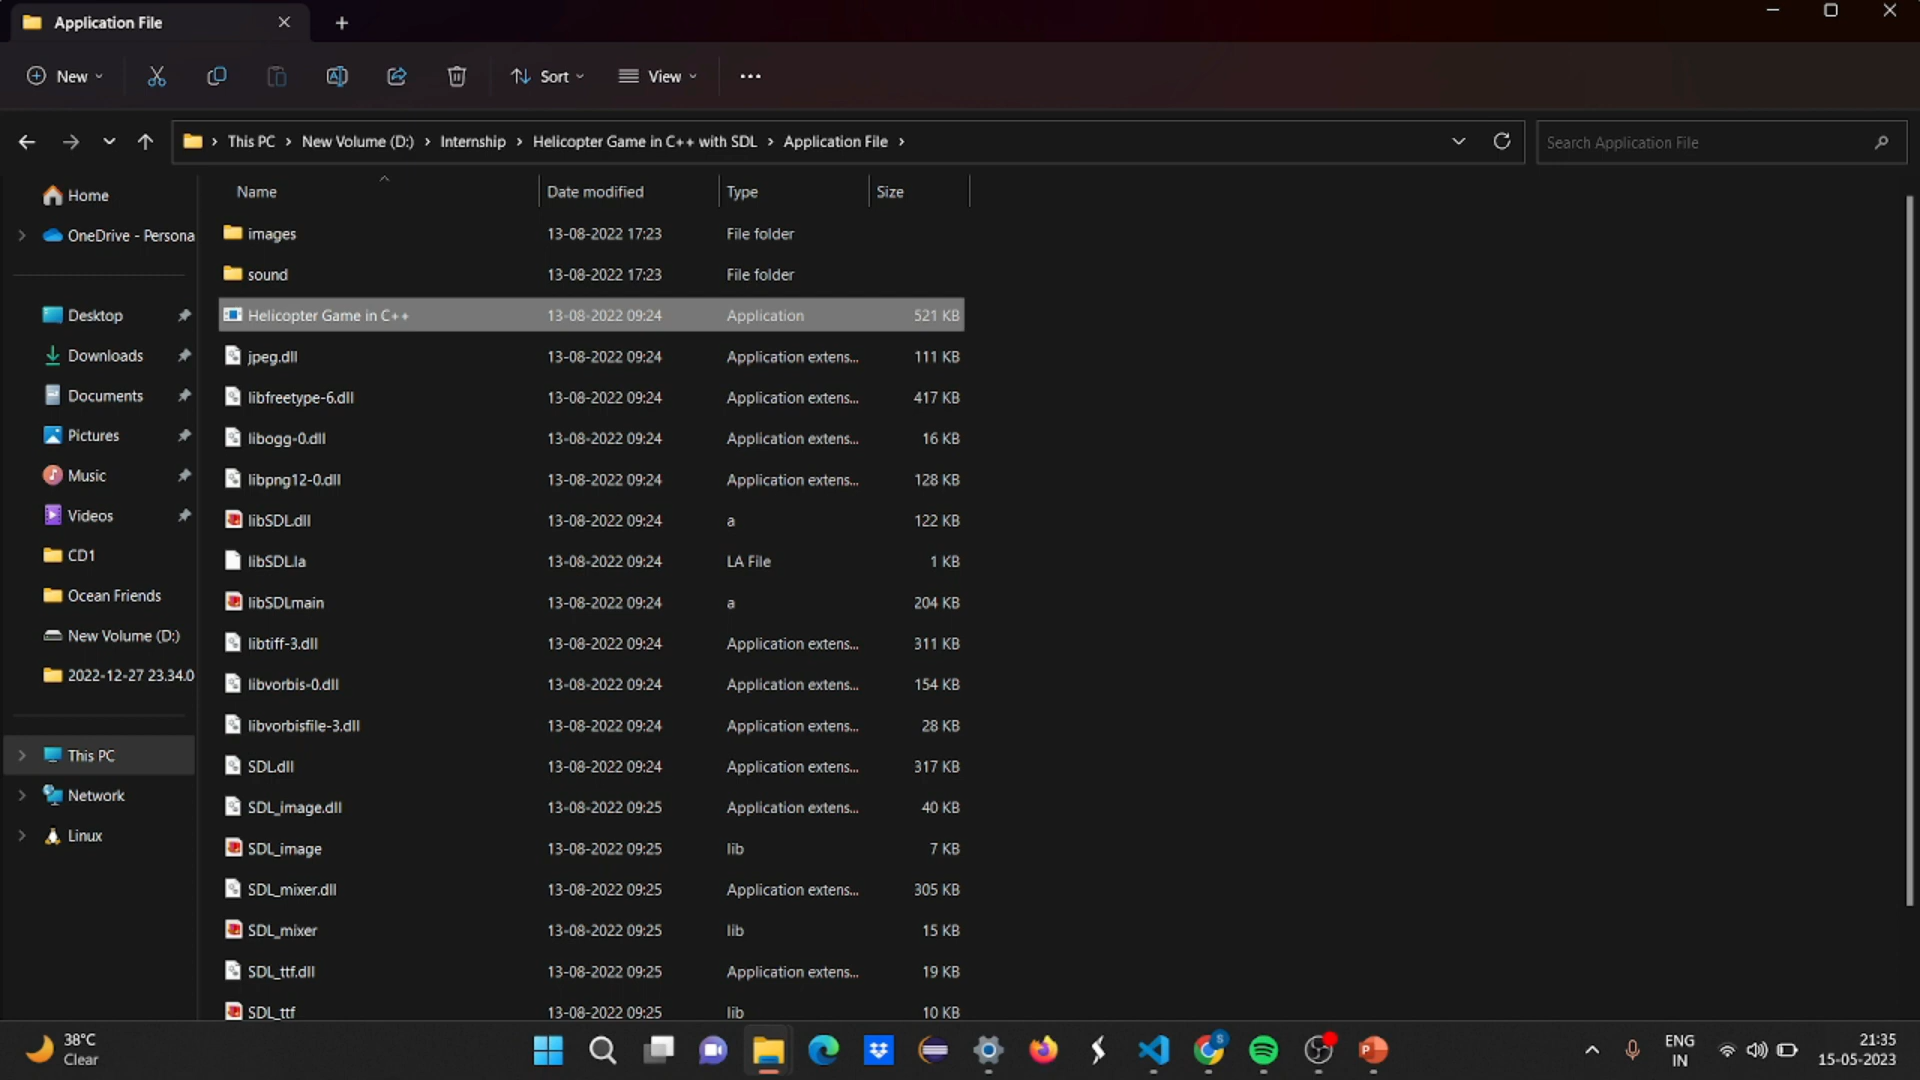 Application File
New
Sort
View
This PC > New Volume (D:) > Internship > Helicopter Game in C++ with SDL > Application File >
Search Application File
Home
OneDrive - Persona
Desktop
Downloads
Documents
Pictures
Music
Videos
CD1
Ocean Friends
New Volume (D:)
2022-12-27 23.34.0
This PC
Network
Linux
Name Date modified Type Size
images 13-08-2022 17:23 File folder
sound 13-08-2022 17:23 File folder
Helicopter Game in C++ 13-08-2022 09:24 Application 521 KB
jpeg.dll 13-08-2022 09:24 Application extens... 111 KB
libfreetype-6.dll 13-08-2022 09:24 Application extens... 417 KB
libogg-0.dll 13-08-2022 09:24 Application extens... 16 KB
libpng12-0.dll 13-08-2022 09:24 Application extens... 128 KB
libSDL.dll 13-08-2022 09:24 a 122 KB
libSDL.la 13-08-2022 09:24 LA File 1 KB
libSDLmain 13-08-2022 09:24 a 204 KB
libtiff-3.dll 13-08-2022 09:24 Application extens... 311 KB
libvorbis-0.dll 13-08-2022 09:24 Application extens... 154 KB
libvorbisfile-3.dll 13-08-2022 09:24 Application extens... 28 KB
SDL.dll 13-08-2022 09:24 Application extens... 317 KB
SDL_image.dll 13-08-2022 09:25 Application extens... 40 KB
SDL_image 13-08-2022 09:25 lib 7 KB
SDL_mixer.dll 13-08-2022 09:25 Application extens... 305 KB
SDL_mixer 13-08-2022 09:25 lib 15 KB
SDL_ttf.dll 13-08-2022 09:25 Application extens... 19 KB
SDL_ttf 13-08-2022 09:25 lib 10 KB
38°C
Clear
S
P
ENG
IN
21:35
15-05-2023